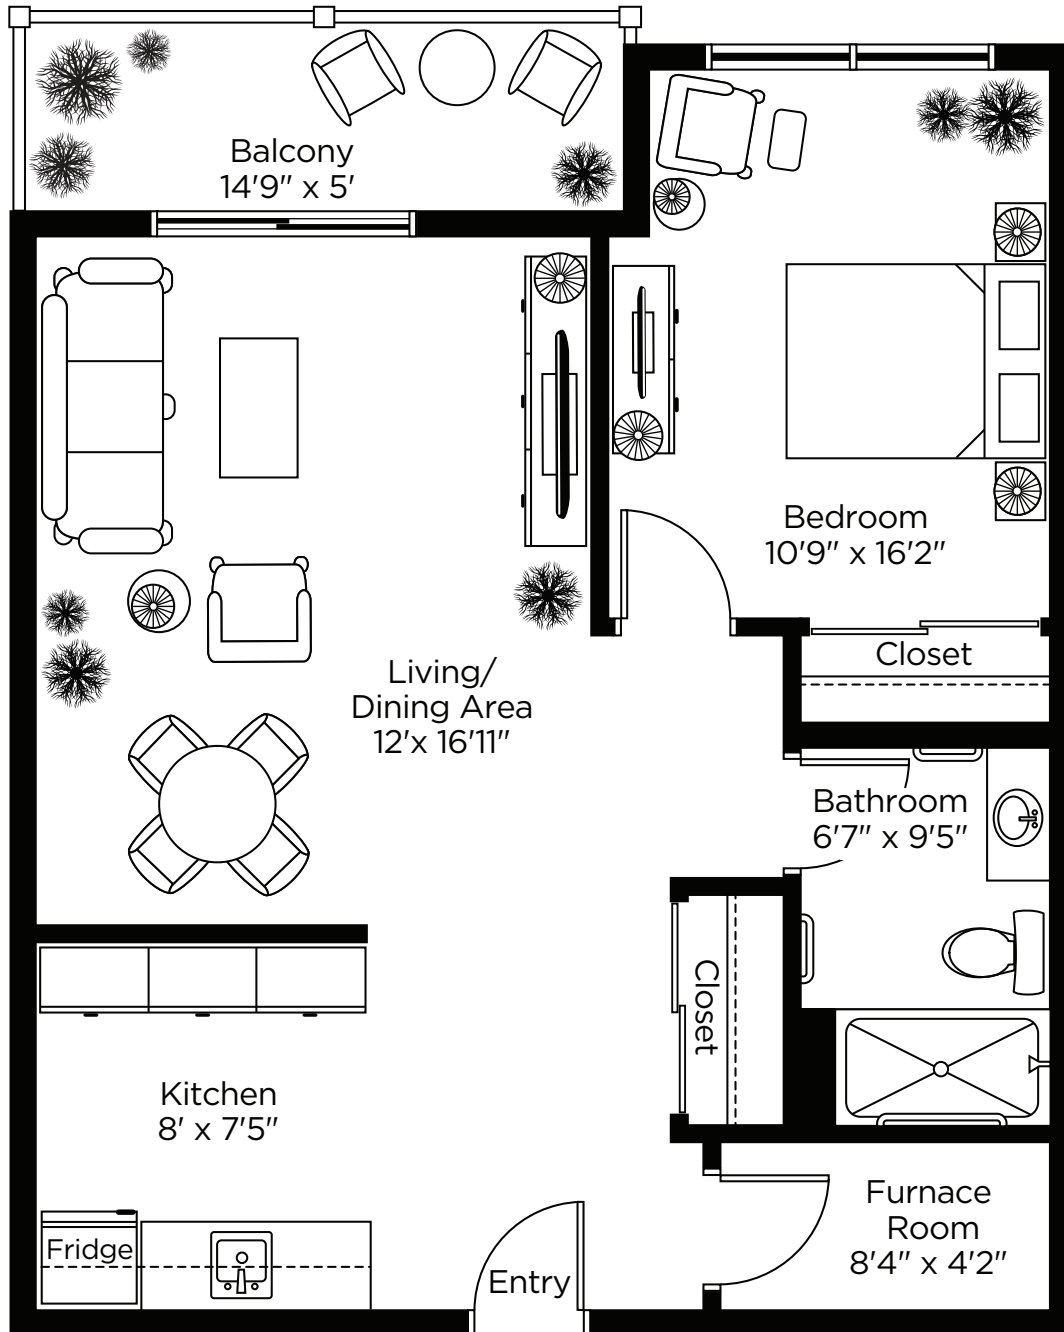 Balcony
14'9" x 5'
Bedroom
10'9" x 16'2"
Closet
Living/
Dining Area
12'x 16'11"
Bathroom
6'7" x 9'5"
Closet
Kitchen
8' x 7'5"
Furnace
Room
8'4" x 4'2"
Fridge
Entry